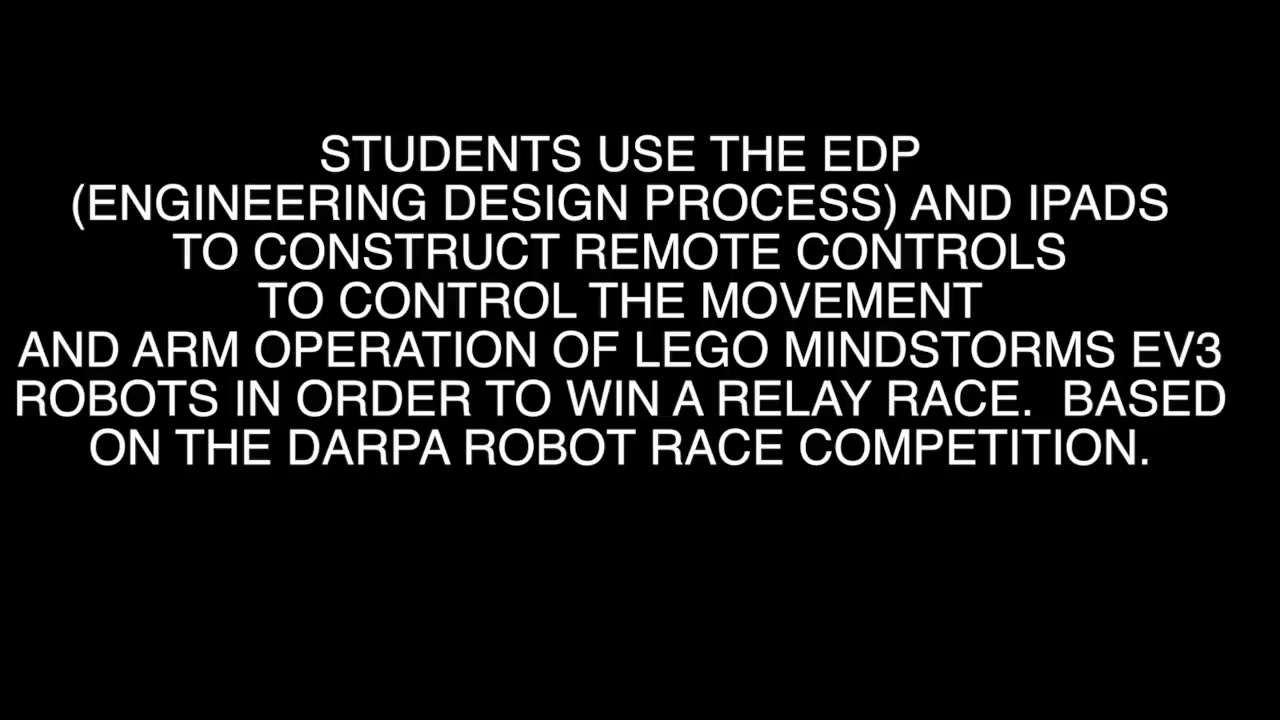 STUDENTS USE THE EDP
(ENGINEERING DESIGN PROCESS) AND IPADS
TO CONSTRUCT REMOTE CONTROLS
TO CONTROL THE MOVEMENT
AND ARM OPERATION OF LEGO MINDSTORMS EV3
ROBOTS IN ORDER TO WIN A RELAY RACE.  BASED
ON THE DARPA ROBOT RACE COMPETITION.